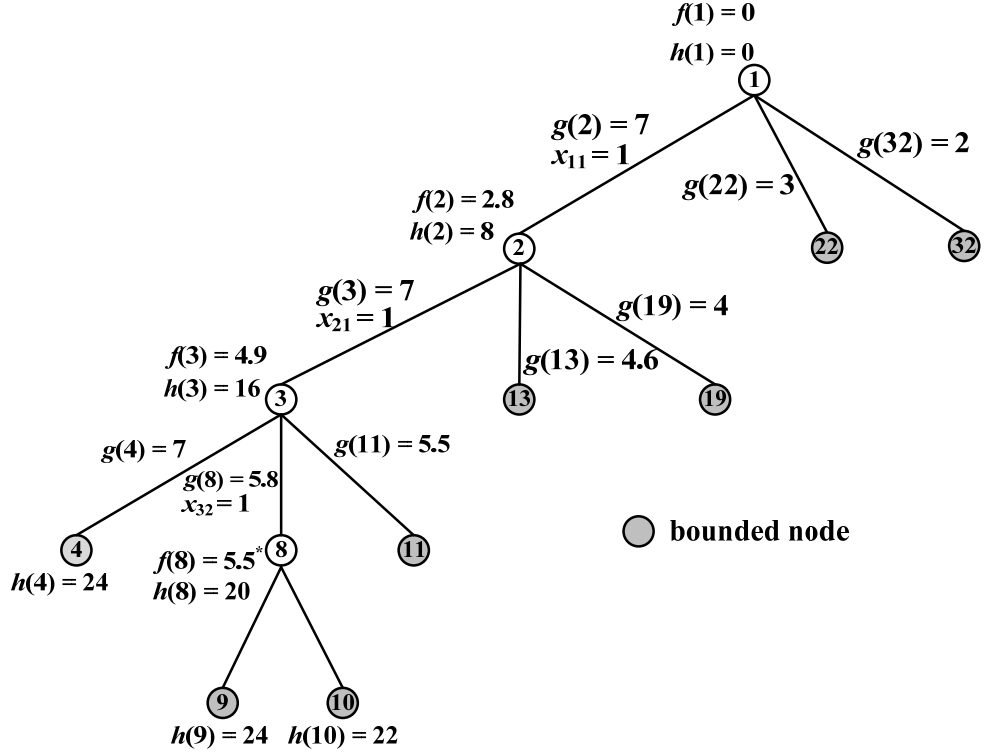 f(1) = 0
h(1) = 0
1
g(2) = 7
x₁₁ = 1
g(22) = 3
g(32) = 2
f(2) = 2.8
h(2) = 8
2
22
32
g(3) = 7
x₂₁ = 1
g(19) = 4
g(13) = 4.6
f(3) = 4.9
h(3) = 16
3
13
19
g(4) = 7
g(8) = 5.8
x₃₂ = 1
g(11) = 5.5
4
h(4) = 24
f(8) = 5.5*
h(8) = 20
8
11
bounded node
9
10
h(9) = 24
h(10) = 22